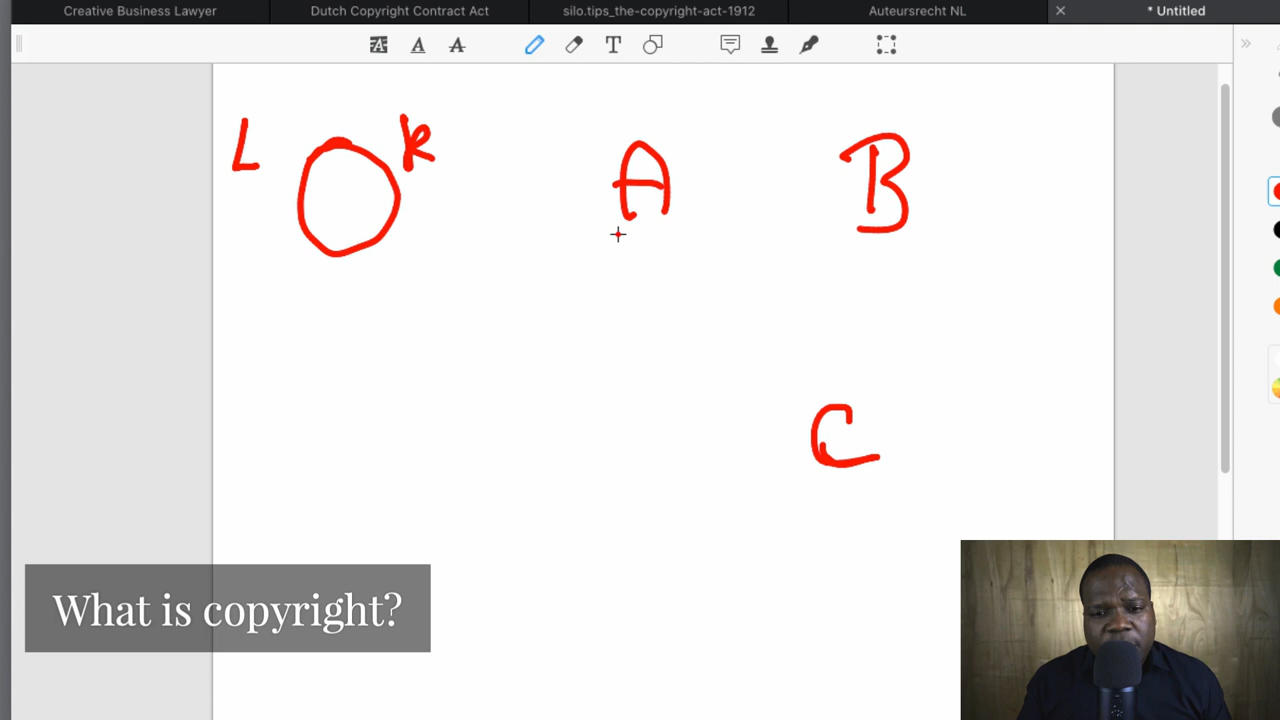 Creative Business Lawyer
Dutch Copyright Contract Act
silo.tips_the-copyright-act-1912
Auteursrecht NL
* Untitled
L
K
A
B
C
What is copyright?